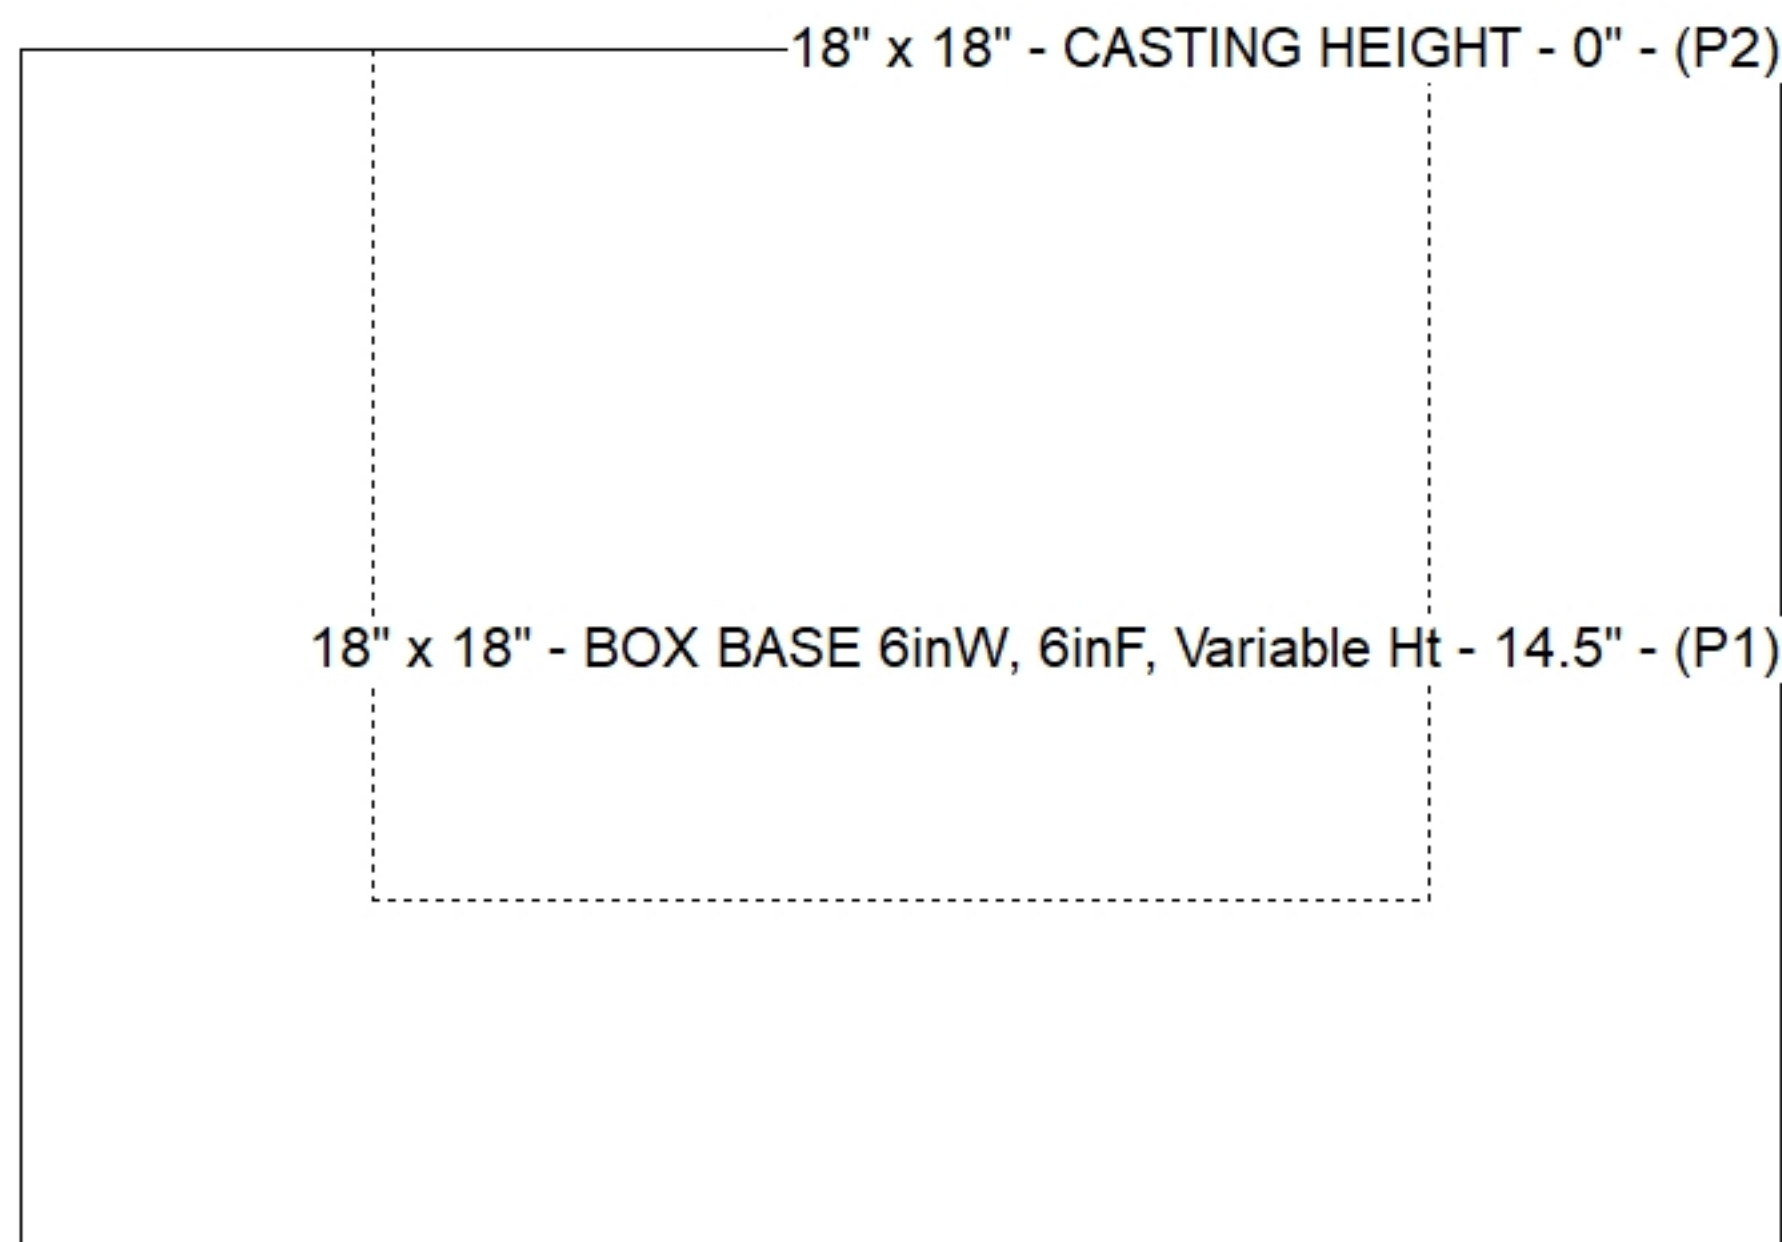 18" x 18" - CASTING HEIGHT - 0" - (P2)
18" x 18" - BOX BASE 6inW, 6inF, Variable Ht - 14.5" - (P1)